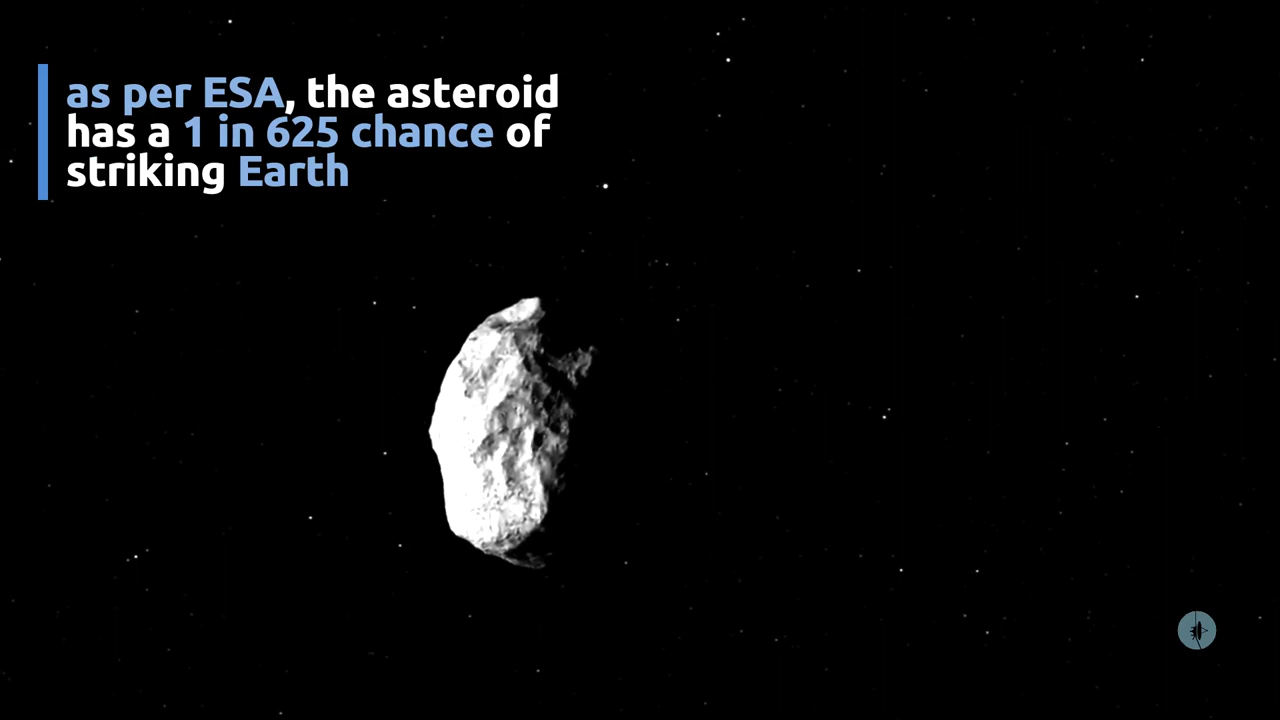 as per ESA, the asteroid
has a 1 in 625 chance of
striking Earth